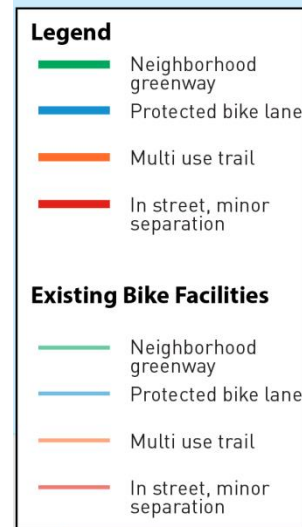 Legend
Neighborhood
greenway
Protected bike lane
Multi use trail
In street, minor
separation
Existing Bike Facilities
Neighborhood
greenway
Protected bike lane
Multi use trail
In street, minor
separation